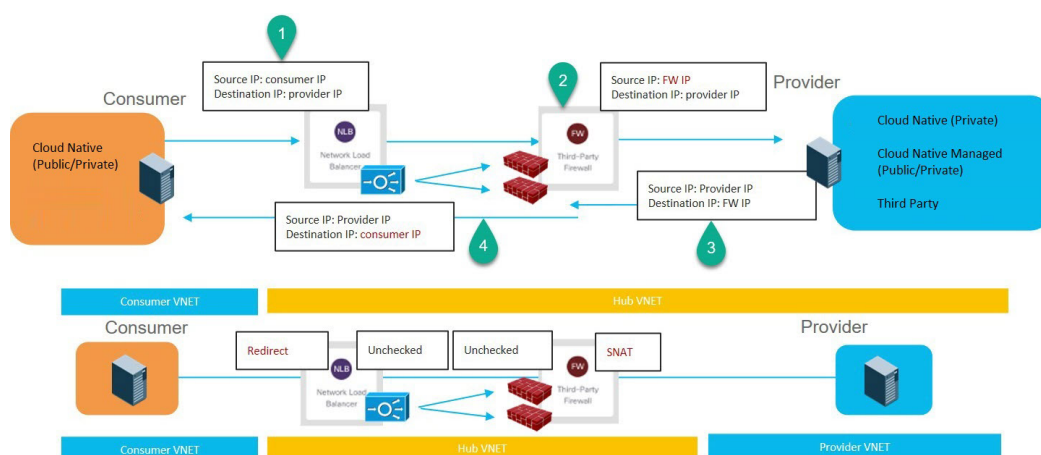 1
Source IP: consumer IP
Destination IP: provider IP
2
Source IP: FW IP
Destination IP: provider IP
Consumer
Provider
Cloud Native
(Public/Private)
NLB
Network Load
Balancer
FW
Third-Party
Firewall
Cloud Native (Private)
Cloud Native Managed
(Public/Private)
Third Party
Source IP: Provider IP
Destination IP: FW IP
3
Source IP: Provider IP
Destination IP: consumer IP
4
Consumer VNET
Hub VNET
Consumer
Provider
Redirect
Unchecked
Unchecked
SNAT
NLB
Network Load
Balancer
FW
Third-Party
Firewall
Consumer VNET
Hub VNET
Provider VNET